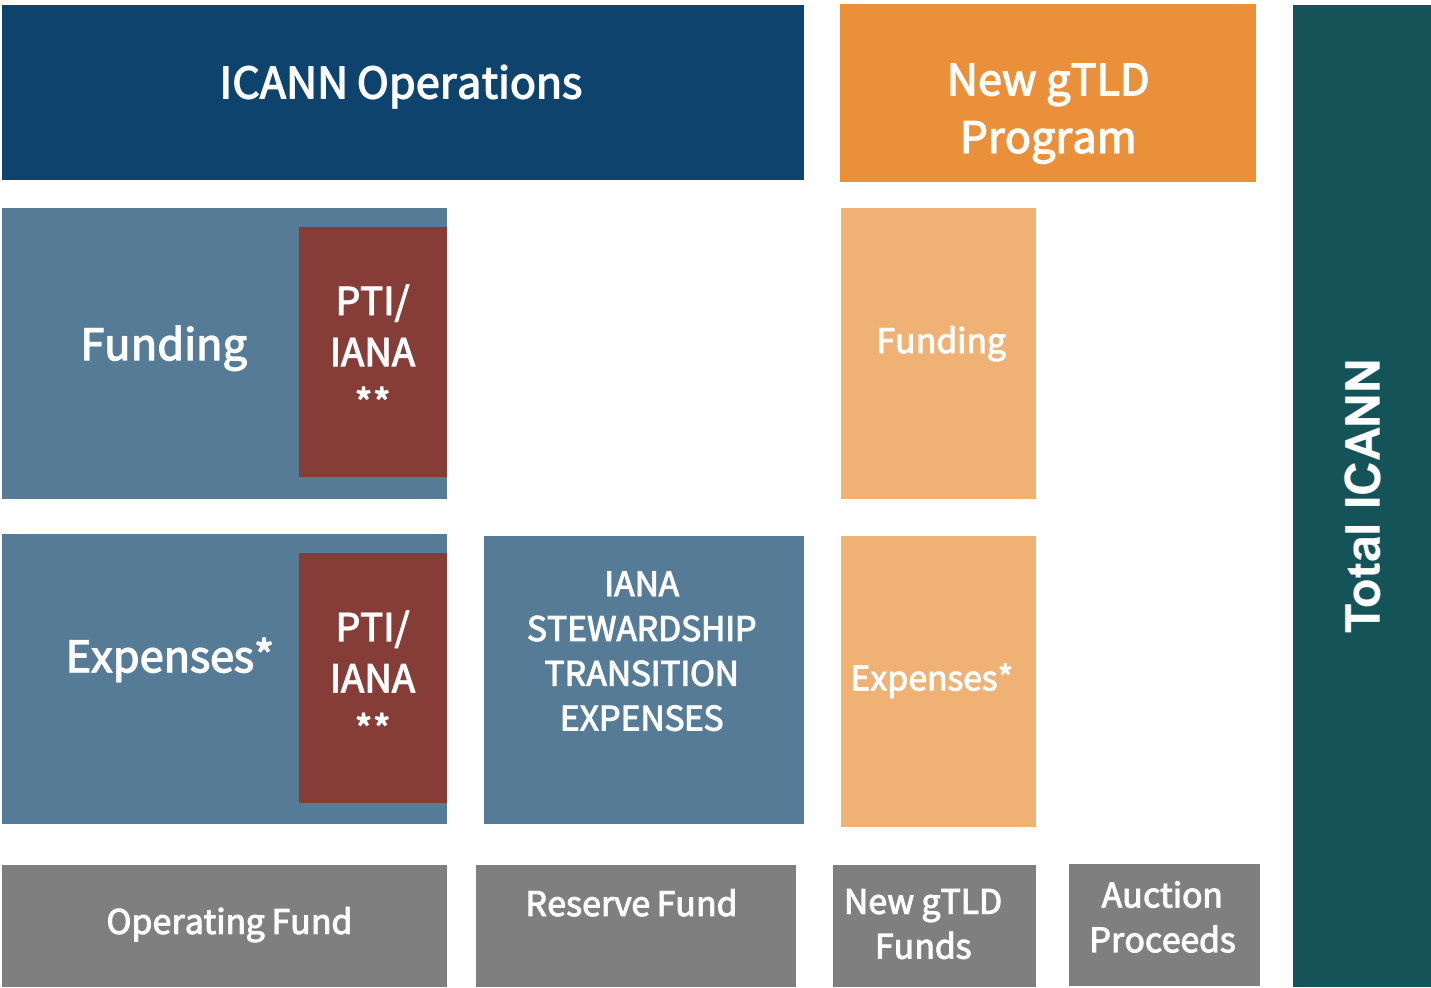 ICANN Operations
New gTLD
Program
Funding
PTI/
IANA
**
Funding
Expenses*
PTI/
IANA
**
IANA
STEWARDSHIP
TRANSITION
EXPENSES
Expenses*
Operating Fund
Reserve Fund
New gTLD
Funds
Auction
Proceeds
Total ICANN